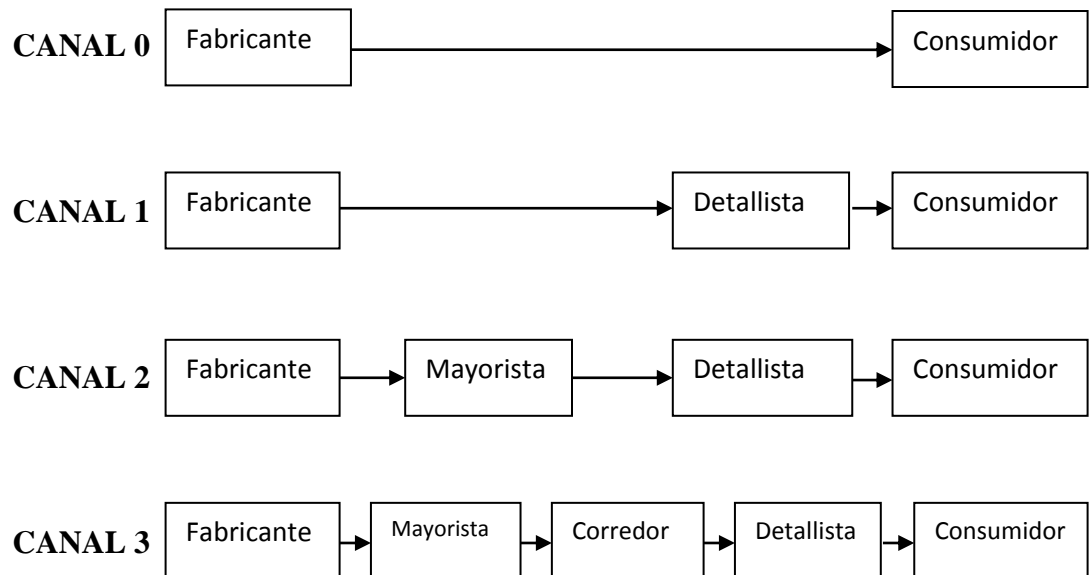 CANAL 0 Fabricante Consumidor
CANAL 1 Fabricante Detallista Consumidor
CANAL 2 Fabricante Mayorista Detallista Consumidor
CANAL 3 Fabricante Mayorista Corredor Detallista Consumidor